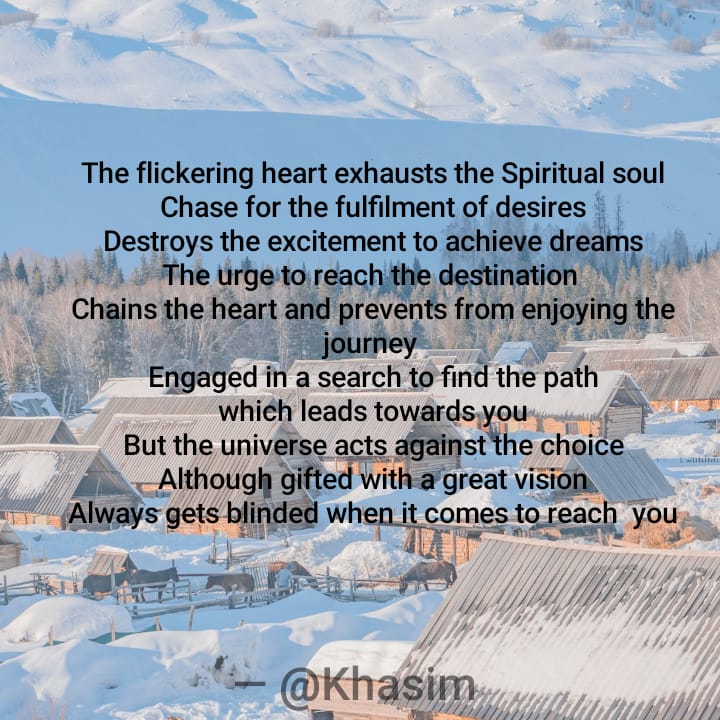 The flickering heart exhausts the Spiritual soul
Chase for the fulfilment of desires
Destroys the excitement to achieve dreams
The urge to reach the destination
Chains the heart and prevents from enjoying the
journey
Engaged in a search to find the path
which leads towards you
But the universe acts against the choice
Although gifted with a great vision
Always gets blinded when it comes to reach  you
— @Khasim